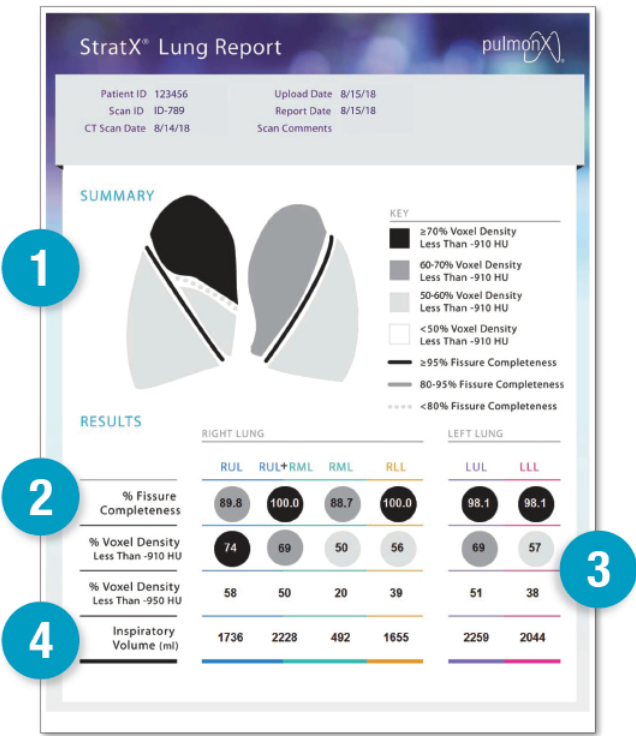 StratX® Lung Report
pulmonX
Patient ID 123456
Upload Date 8/15/18
Scan ID ID-789
Report Date 8/15/18
CT Scan Date 8/14/18
Scan Comments
SUMMARY
1
KEY
≥70% Voxel Density
Less Than -910 HU
60-70% Voxel Density
Less Than -910 HU
50-60% Voxel Density
Less Than -910 HU
<50% Voxel Density
Less Than -910 HU
≥95% Fissure Completeness
80-95% Fissure Completeness
<80% Fissure Completeness
RESULTS
RIGHT LUNG LEFT LUNG
RUL RUL+RML RML RLL LUL LLL
2
% Fissure
Completeness
89.8 100.0 88.7 100.0 98.1 98.1
% Voxel Density
Less Than -910 HU
74 69 50 56 69 57
3
% Voxel Density
Less Than -950 HU
58 50 20 39 51 38
4
Inspiratory
Volume (ml)
1736 2228 492 1655 2259 2044